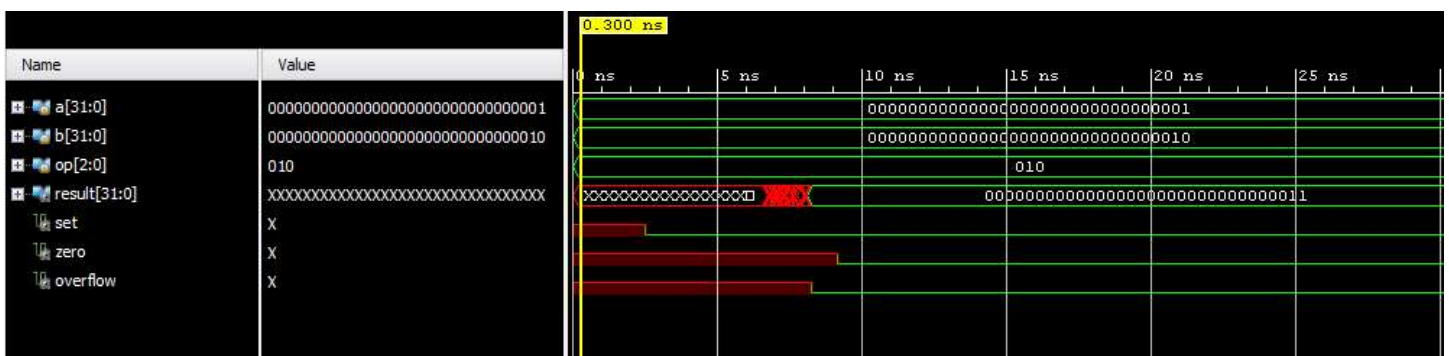 0.300 ns
Name Value
0 ns 5 ns 10 ns 15 ns 20 ns 25 ns
a[31:0] 00000000000000000000000000000001 00000000000000000000000000000001
b[31:0] 00000000000000000000000000000010 00000000000000000000000000000010
op[2:0] 010 010
result[31:0] XXXXXXXXXXXXXXXXXXXXXXXXXXXXXXXX 00000000000000000000000000000011
set X
zero X
overflow X